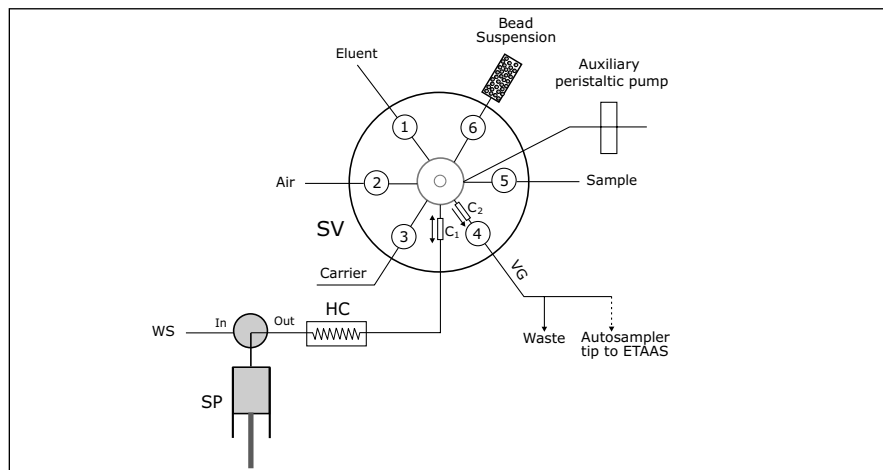 Bead
Suspension
Eluent
Auxiliary
peristaltic pump
1
6
Air
2
5
Sample
SV
3
C1
C2
4
Carrier
VG
HC
WS
In
Out
Waste
Autosampler
tip to ETAAS
SP